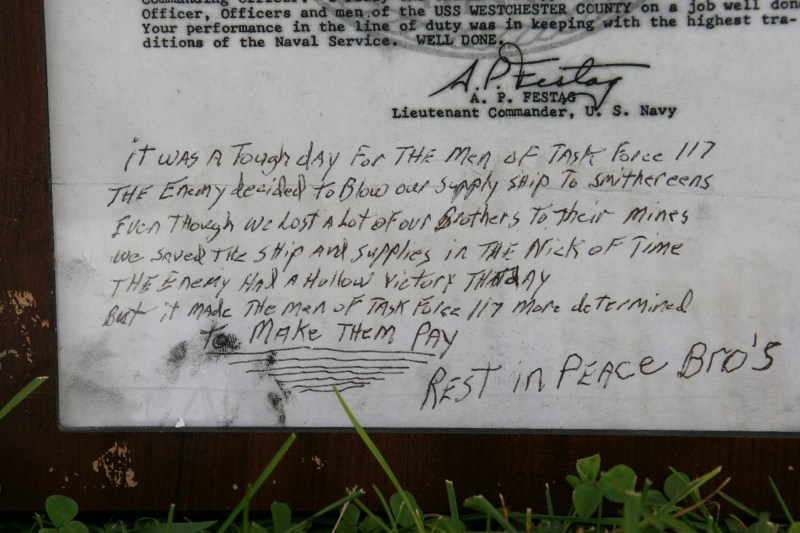 Officer, Officers and men of the USS WESTCHESTER COUNTY on a job well done
Your performance in the line of duty was in keeping with the highest tra-
ditions of the Naval Service. WELL DONE.
A. P. Festag
A. P. FESTAG
Lieutenant Commander, U. S. Navy
iT WAS A Tough day For THE Men oF TAsk Force 117
THE Enemy decided to Blow our Supply ship To smithereens
Even Though we Lost A Lot oF our Brothers To Their Mines
we saved The ship And supplies in THE Nick oF Time
THE Enemy HAd A Hollow Victory THAT DAY
But it made THE men oF TAsk Force 117 More determined
To MAKE THEM PAY
REST in PEAce Bro's